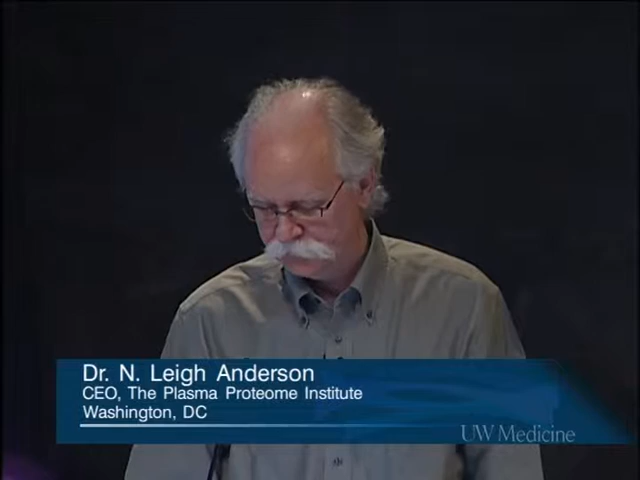 Dr. N. Leigh Anderson
CEO, The Plasma Proteome Institute
Washington, DC
UW Medicine